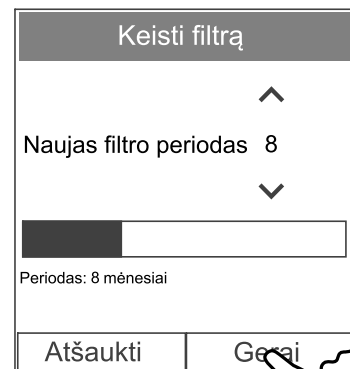 Keisti filtrą
Naujas filtro periodas 8
Periodas: 8 mėnesiai
Atšaukti Gerai